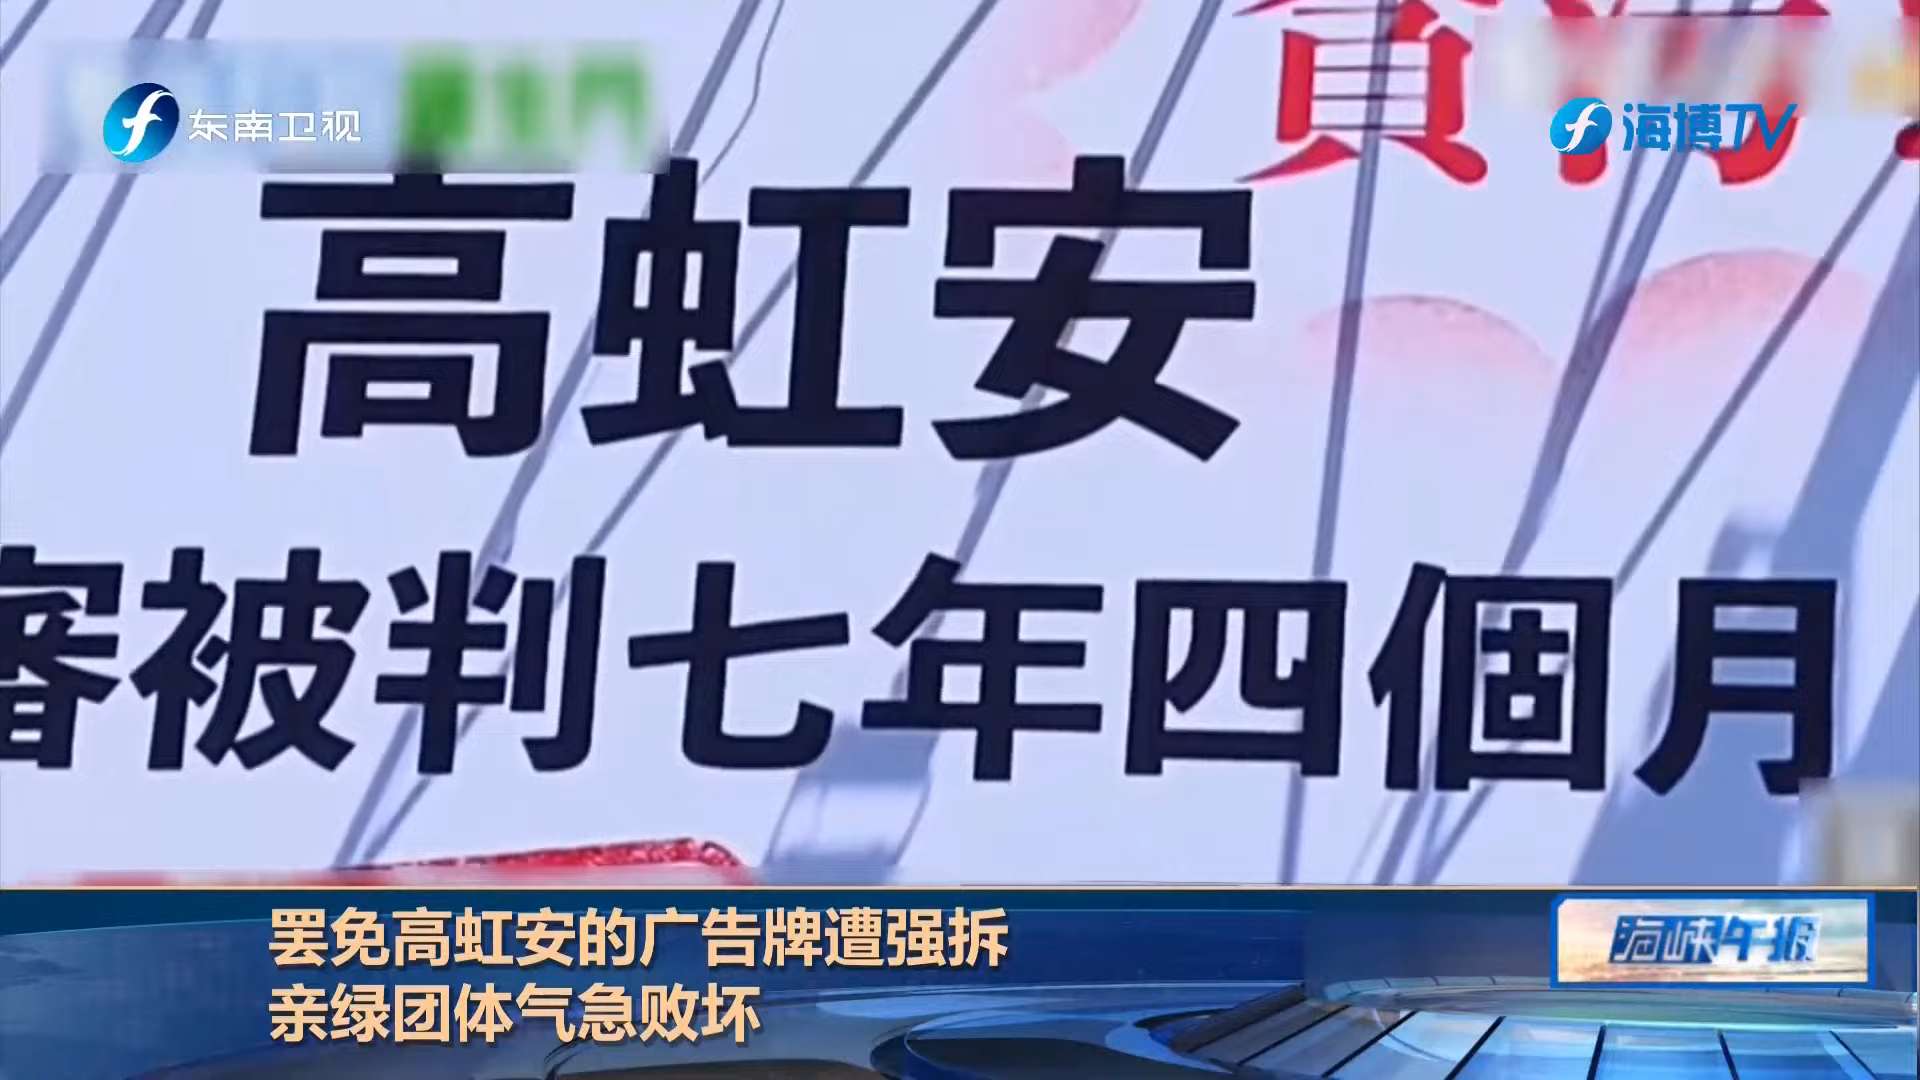 東南卫视
海博TV
高虹安
審被判七年四個月
罢免高虹安的广告牌遭强拆
亲绿团体气急败坏
海峡午报